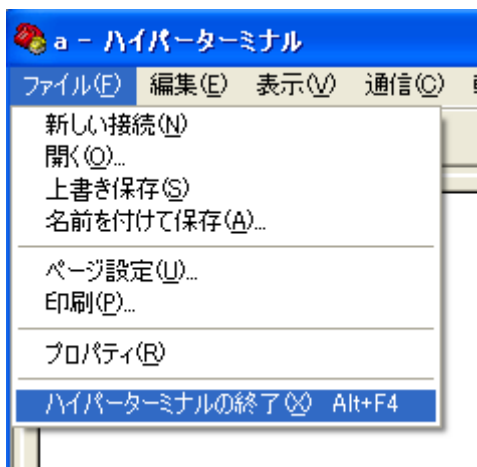 a - ハイパーターミナル
ファイル(F) 編集(E) 表示(V) 通信(C)
新しい接続(N)
開く(O)...
上書き保存(S)
名前を付けて保存(A)...
ページ設定(U)...
印刷(P)...
プロパティ(R)
ハイパーターミナルの終了(X) Alt+F4